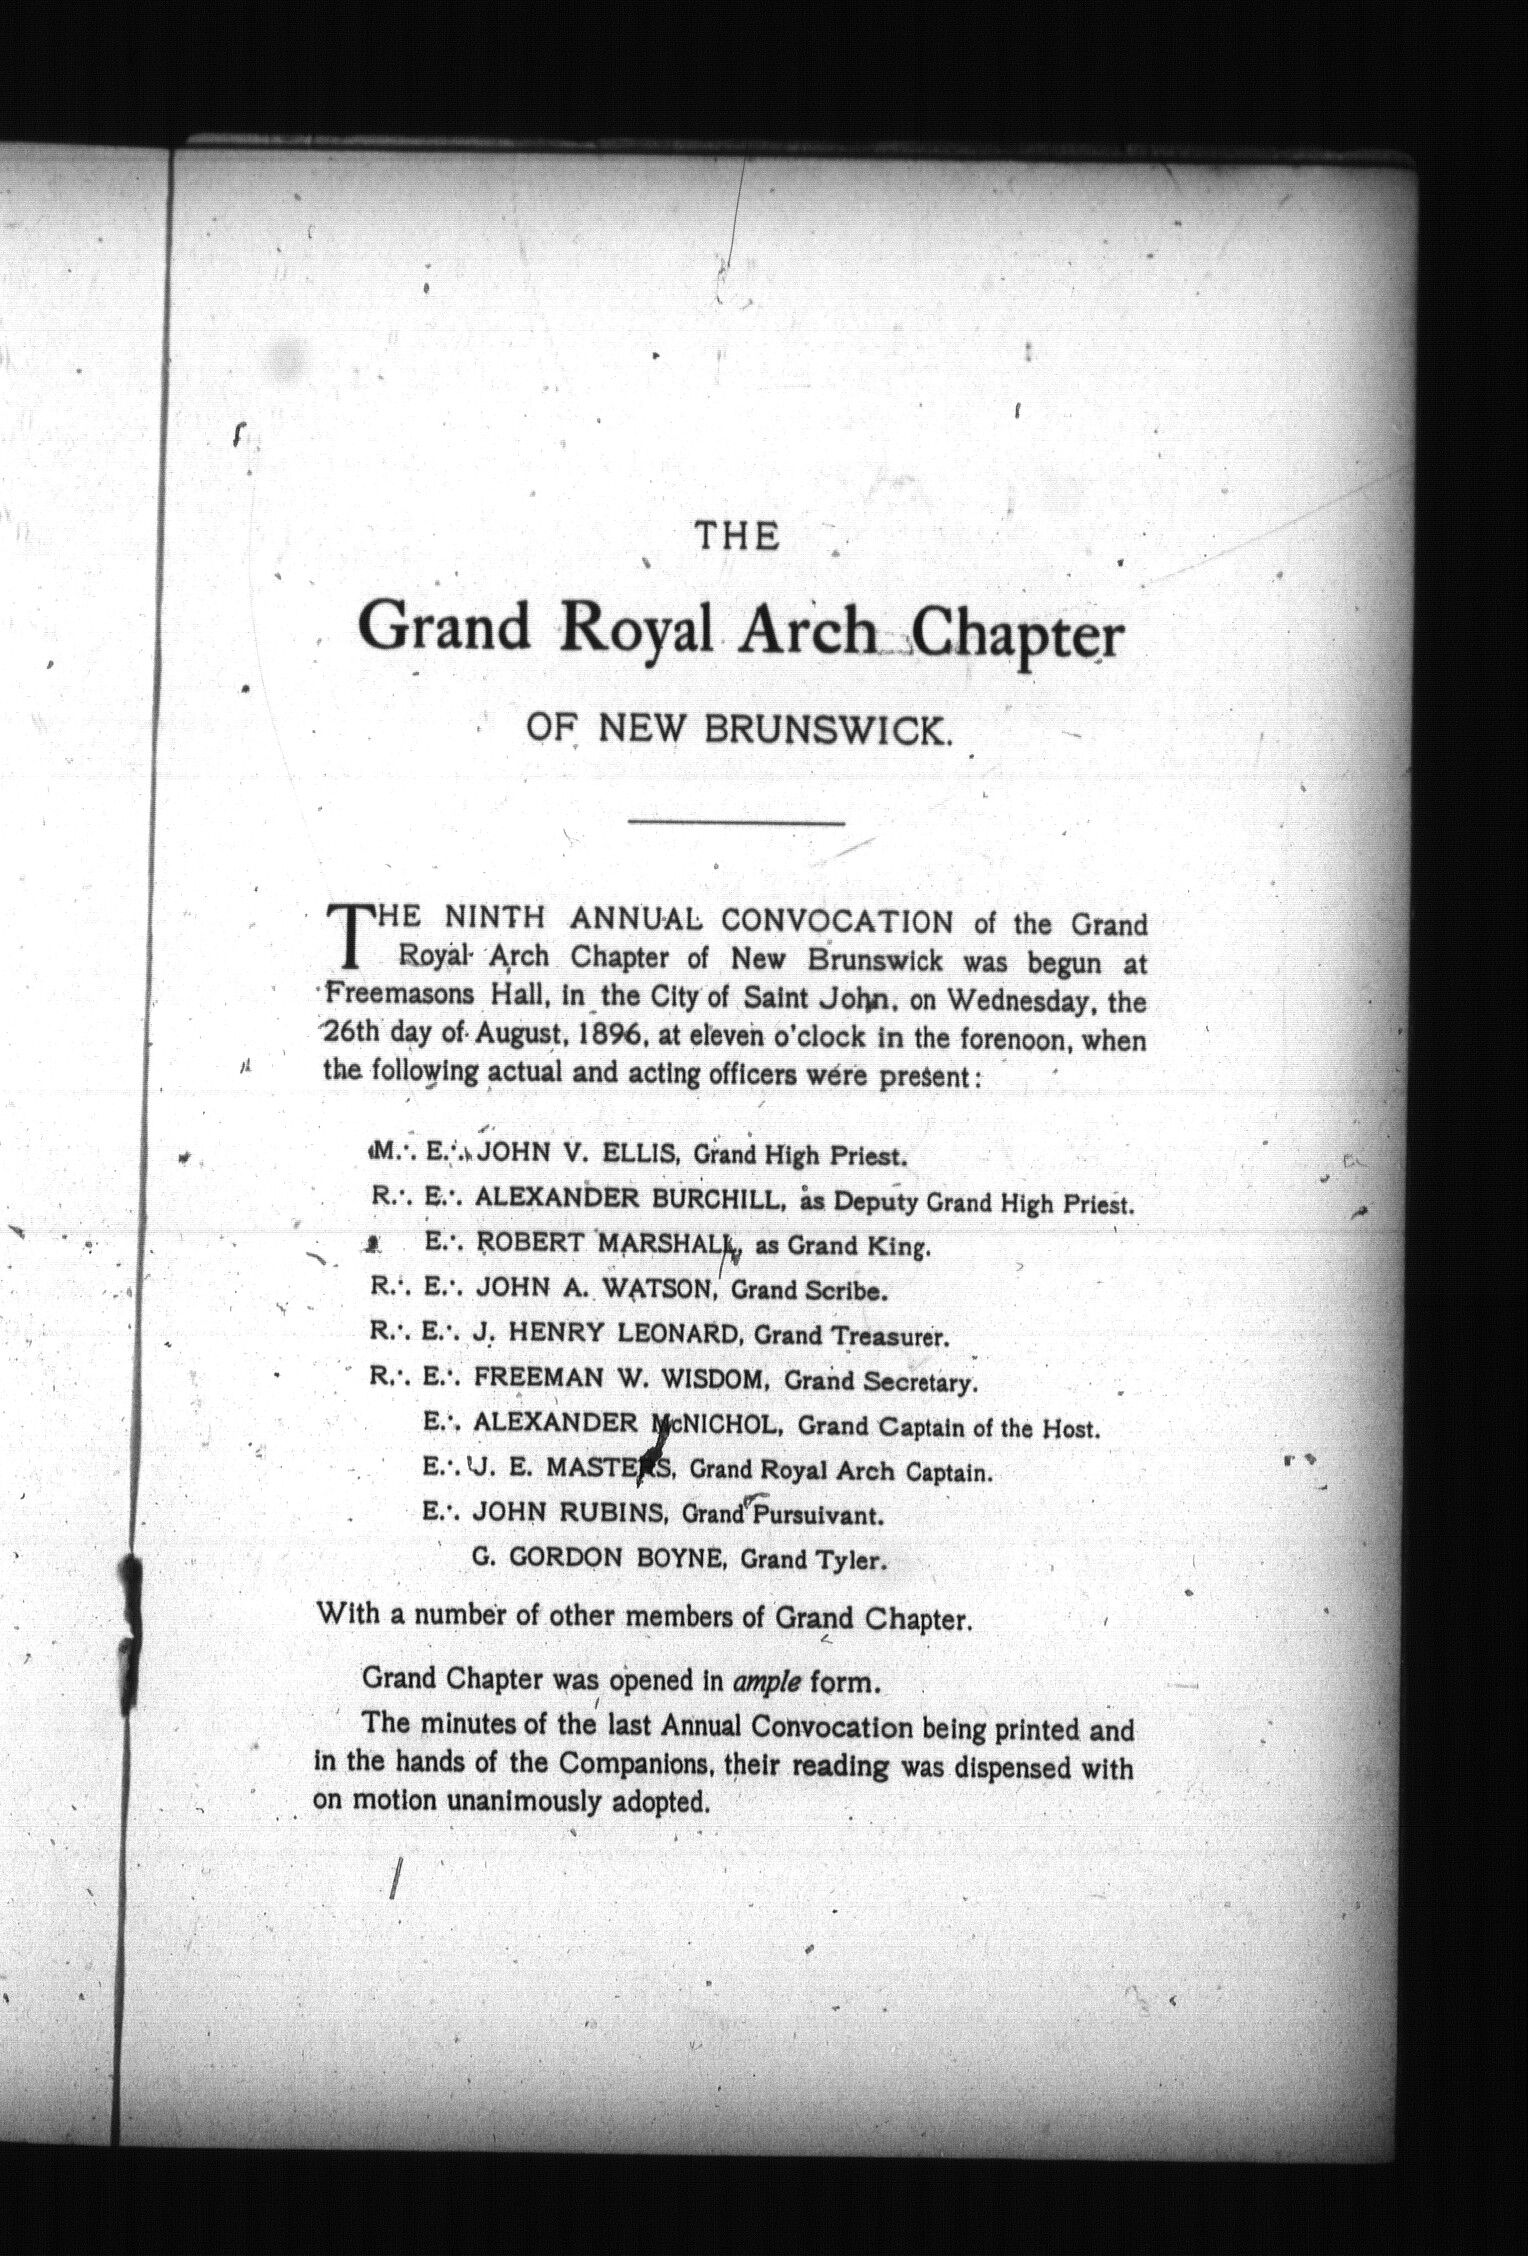 THE
Grand Royal Arch Chapter
OF NEW BRUNSWICK.
THE NINTH ANNUAL CONVOCATION of the Grand
Royal Arch Chapter of New Brunswick was begun at
Freemasons Hall, in the City of Saint John, on Wednesday, the
26th day of August, 1896, at eleven o'clock in the forenoon, when
the following actual and acting officers were present:
M∴ E∴ JOHN V. ELLIS, Grand High Priest.
R∴ E∴ ALEXANDER BURCHILL, as Deputy Grand High Priest.
E∴ ROBERT MARSHALL, as Grand King.
R∴ E∴ JOHN A. WATSON, Grand Scribe.
R∴ E∴ J. HENRY LEONARD, Grand Treasurer.
R∴ E∴ FREEMAN W. WISDOM, Grand Secretary.
E∴ ALEXANDER McNICHOL, Grand Captain of the Host.
E∴ J. E. MASTERS, Grand Royal Arch Captain.
E∴ JOHN RUBINS, Grand Pursuivant.
G. GORDON BOYNE, Grand Tyler.
With a number of other members of Grand Chapter.
Grand Chapter was opened in ample form.
The minutes of the last Annual Convocation being printed and
in the hands of the Companions, their reading was dispensed with
on motion unanimously adopted.